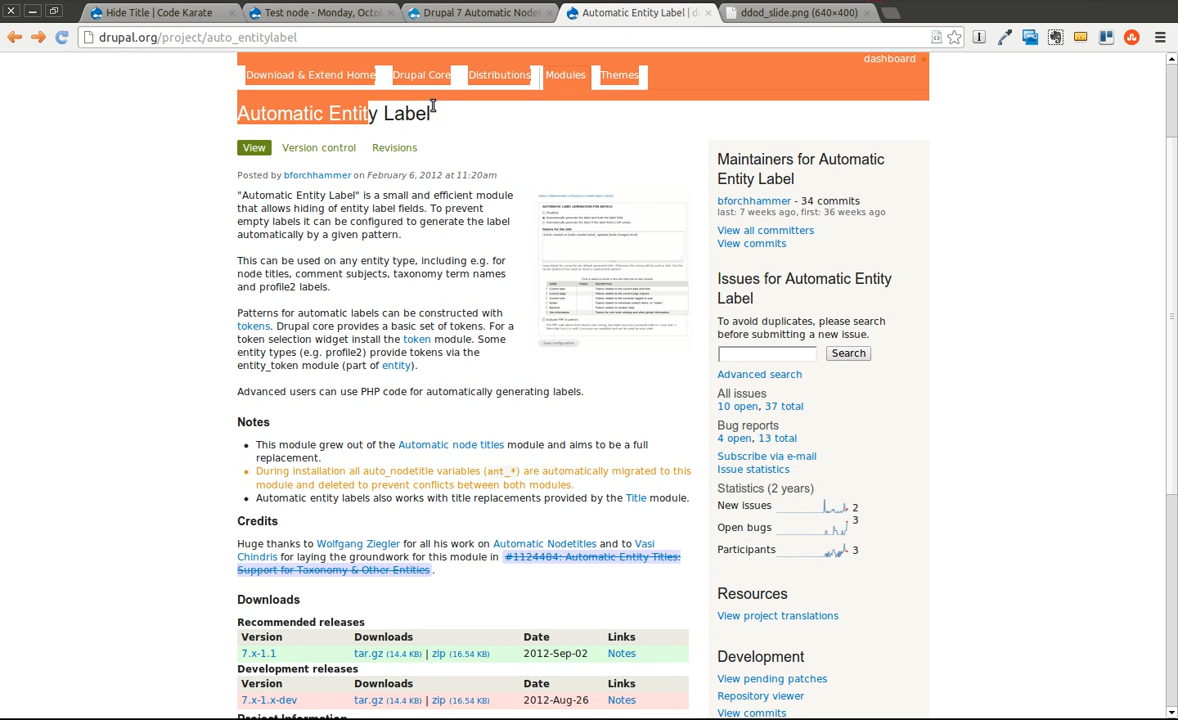 Hide Title | Code Karate
Test node - Monday, Octol
Drupal 7 Automatic Node
Automatic Entity Label | d
ddod_slide.png (640×400)
drupal.org/project/auto_entitylabel
dashboard +
Download & Extend Home
Drupal Core
Distributions
Modules
Themes
Automatic Entity Label
View
Version control
Revisions
Posted by bforchhammer on February 6, 2012 at 11:20am
"Automatic Entity Label" is a small and efficient module
that allows hiding of entity label fields. To prevent
empty labels it can be configured to generate the label
automatically by a given pattern.
This can be used on any entity type, including e.g. for
node titles, comment subjects, taxonomy term names
and profile2 labels.
Patterns for automatic labels can be constructed with
tokens. Drupal core provides a basic set of tokens. For a
token selection widget install the token module. Some
entity types (e.g. profile2) provide tokens via the
entity_token module (part of entity).
Advanced users can use PHP code for automatically generating labels.
Notes
• This module grew out of the Automatic node titles module and aims to be a full
replacement.
• During installation all auto_nodetitle variables (ant_*) are automatically migrated to this
module and deleted to prevent conflicts between both modules.
• Automatic entity labels also works with title replacements provided by the Title module.
Credits
Huge thanks to Wolfgang Ziegler for all his work on Automatic Nodetitles and to Vasi
Chindris for laying the groundwork for this module in #1124484: Automatic Entity Titles:
Support for Taxonomy & Other Entities.
Downloads
Recommended releases
Version Downloads Date Links
7.x-1.1 tar.gz (14.4 KB) | zip (16.54 KB) 2012-Sep-02 Notes
Development releases
Version Downloads Date Links
7.x-1.x-dev tar.gz (14.4 KB) | zip (16.54 KB) 2012-Aug-26 Notes
Project Information
Maintainers for Automatic
Entity Label
bforchhammer - 34 commits
last: 7 weeks ago, first: 36 weeks ago
View all committers
View commits
Issues for Automatic Entity
Label
To avoid duplicates, please search
before submitting a new issue.
Search
Advanced search
All issues
10 open, 37 total
Bug reports
4 open, 13 total
Subscribe via e-mail
Issue statistics
Statistics (2 years)
New issues 2
Open bugs 3
Participants 3
Resources
View project translations
Development
View pending patches
Repository viewer
View commits